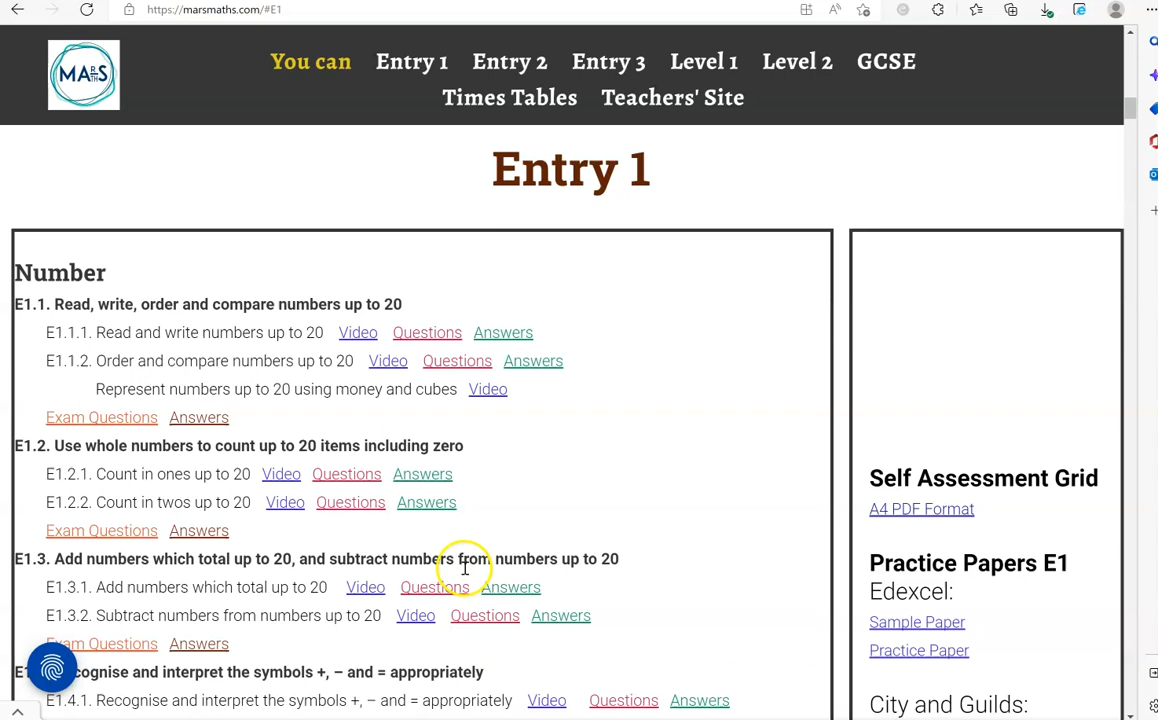 https://marsmaths.com/#E1
MARS
MATH
You can Entry 1 Entry 2 Entry 3 Level 1 Level 2 GCSE
Times Tables Teachers' Site
Entry 1
Number
E1.1. Read, write, order and compare numbers up to 20
E1.1.1. Read and write numbers up to 20 Video Questions Answers
E1.1.2. Order and compare numbers up to 20 Video Questions Answers
Represent numbers up to 20 using money and cubes Video
Exam Questions Answers
E1.2. Use whole numbers to count up to 20 items including zero
E1.2.1. Count in ones up to 20 Video Questions Answers
E1.2.2. Count in twos up to 20 Video Questions Answers
Exam Questions Answers
E1.3. Add numbers which total up to 20, and subtract numbers from numbers up to 20
E1.3.1. Add numbers which total up to 20 Video Questions Answers
E1.3.2. Subtract numbers from numbers up to 20 Video Questions Answers
Exam Questions Answers
cognise and interpret the symbols +, – and = appropriately
E1.4.1. Recognise and interpret the symbols +, – and = appropriately Video Questions Answers
Self Assessment Grid
A4 PDF Format
Practice Papers E1
Edexcel:
Sample Paper
Practice Paper
City and Guilds: